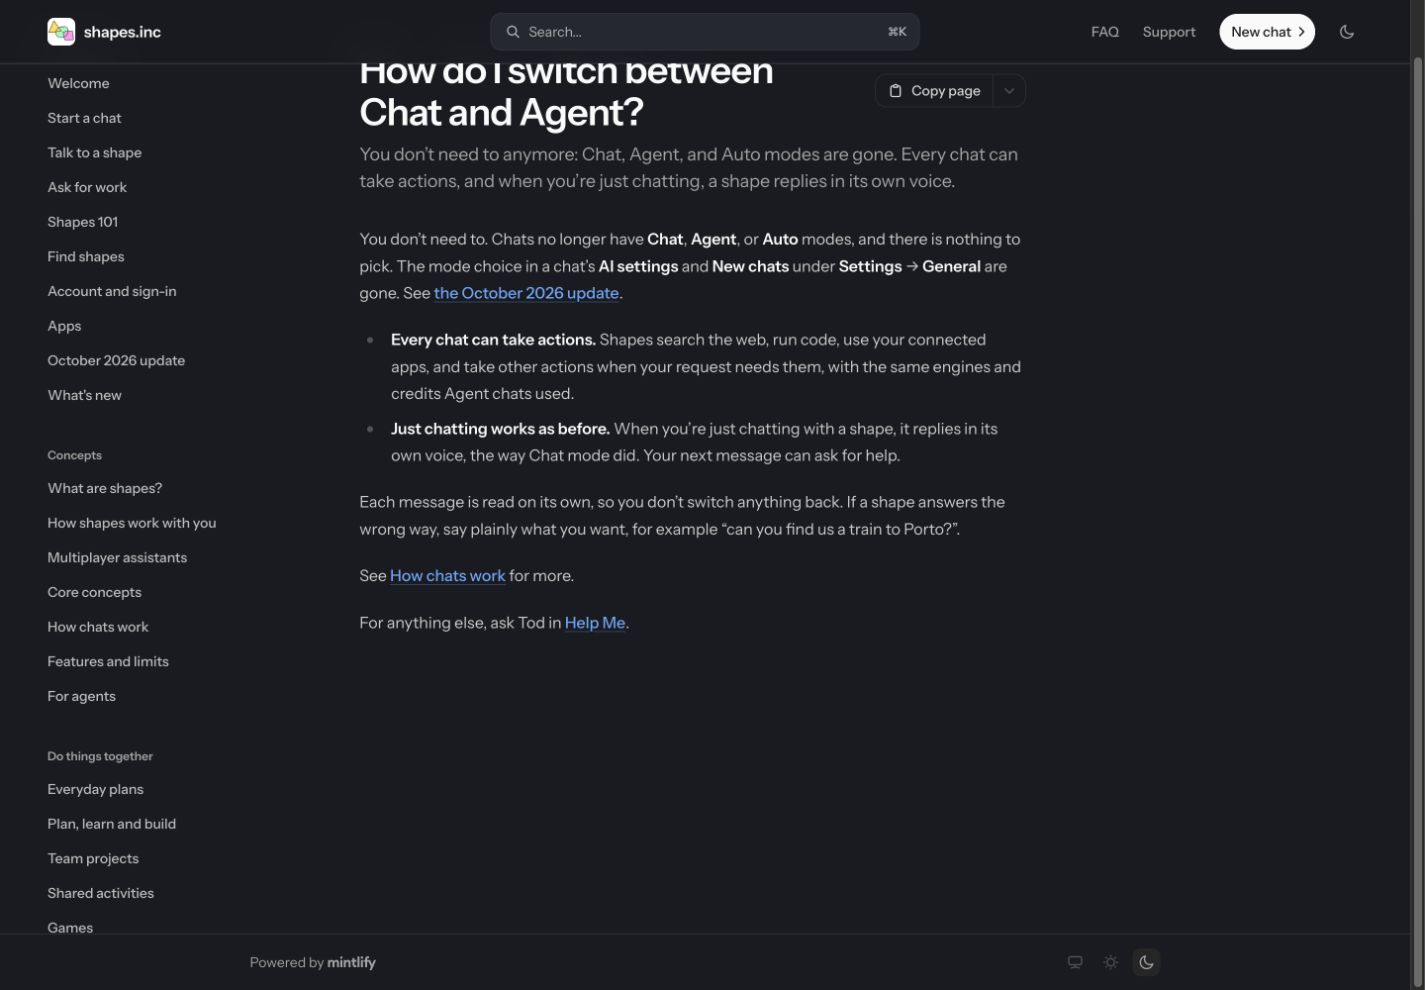 shapes.inc
Search...
⌘K
FAQ
Support
New chat
Welcome
Start a chat
Talk to a shape
Ask for work
Shapes 101
Find shapes
Account and sign-in
Apps
October 2026 update
What's new
Concepts
What are shapes?
How shapes work with you
Multiplayer assistants
Core concepts
How chats work
Features and limits
For agents
Do things together
Everyday plans
Plan, learn and build
Team projects
Shared activities
Games
How do I switch between
Chat and Agent?
Copy page
You don’t need to anymore: Chat, Agent, and Auto modes are gone. Every chat can
take actions, and when you’re just chatting, a shape replies in its own voice.
You don’t need to. Chats no longer have Chat, Agent, or Auto modes, and there is nothing to
pick. The mode choice in a chat’s AI settings and New chats under Settings → General are
gone. See the October 2026 update.
Every chat can take actions. Shapes search the web, run code, use your connected
apps, and take other actions when your request needs them, with the same engines and
credits Agent chats used.
Just chatting works as before. When you’re just chatting with a shape, it replies in its
own voice, the way Chat mode did. Your next message can ask for help.
Each message is read on its own, so you don’t switch anything back. If a shape answers the
wrong way, say plainly what you want, for example “can you find us a train to Porto?”.
See How chats work for more.
For anything else, ask Tod in Help Me.
Powered by mintlify